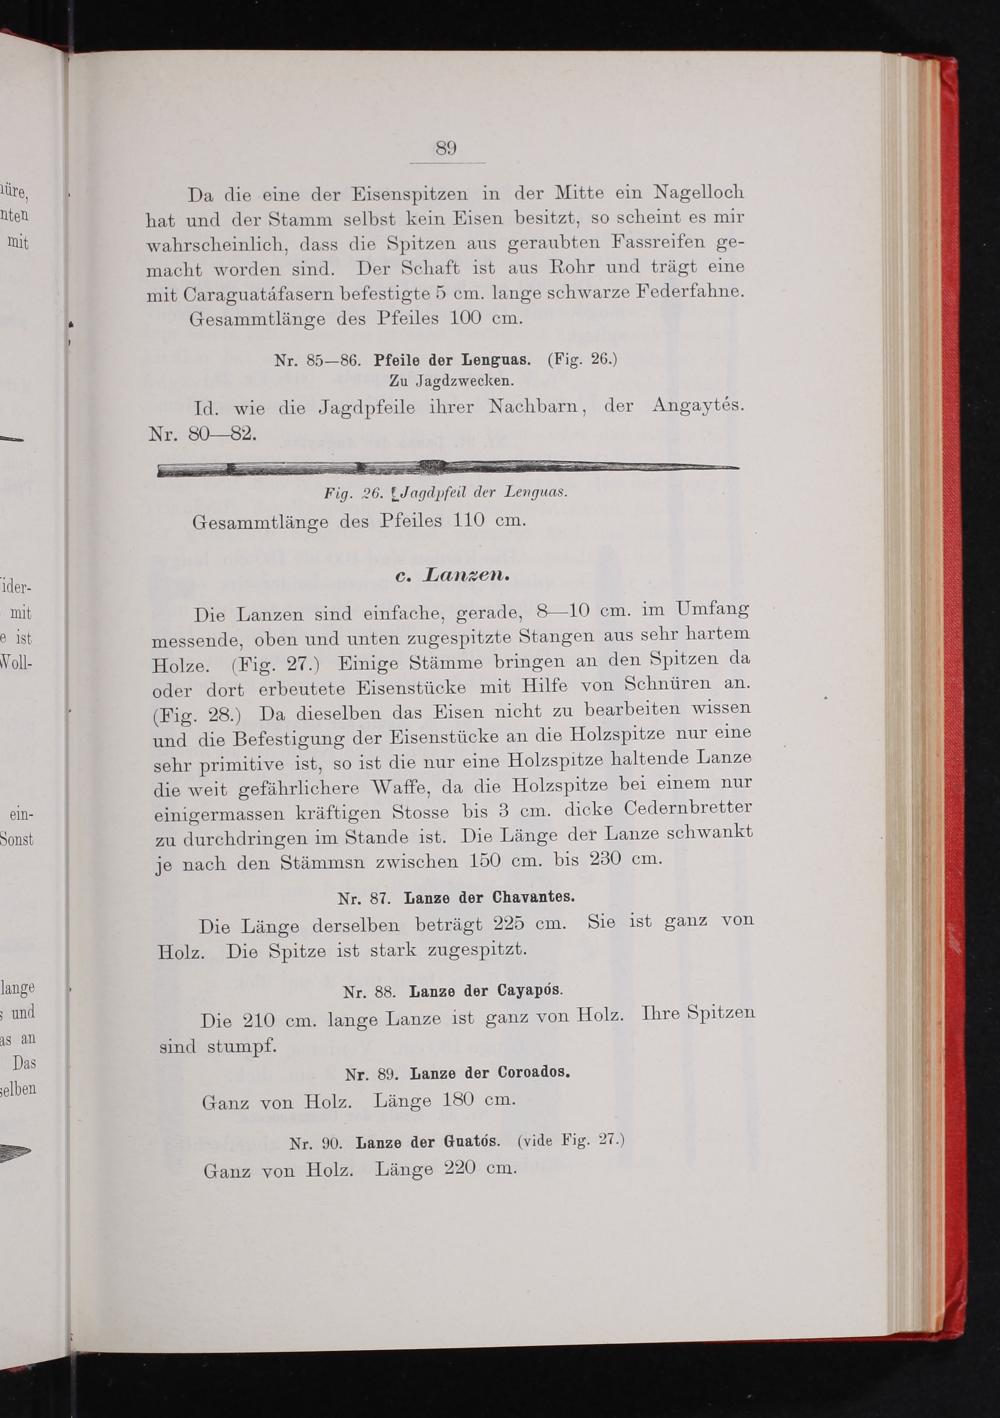 89
Da die eine der Eisenspitzen in der Mitte ein Nagelloch
hat und der Stamm selbst kein Eisen besitzt, so scheint es mir
wahrscheinlich, dass die Spitzen aus geraubten Fassreifen ge-
macht worden sind. Der Schaft ist aus Rohr und trägt eine
mit Caraguatáfasern befestigte 5 cm. lange schwarze Federfahne.
Gesammtlänge des Pfeiles 100 cm.
Nr. 85—86. Pfeile der Lenguas. (Fig. 26.)
Zu Jagdzwecken.
Id. wie die Jagdpfeile ihrer Nachbarn, der Angaytés.
Nr. 80—82.
Fig. 26. Jagdpfeil der Lenguas.
Gesammtlänge des Pfeiles 110 cm.
c. Lanzen.
Die Lanzen sind einfache, gerade, 8—10 cm. im Umfang
messende, oben und unten zugespitzte Stangen aus sehr hartem
Holze. (Fig. 27.) Einige Stämme bringen an den Spitzen da
oder dort erbeutete Eisenstücke mit Hilfe von Schnüren an.
(Fig. 28.) Da dieselben das Eisen nicht zu bearbeiten wissen
und die Befestigung der Eisenstücke an die Holzspitze nur eine
sehr primitive ist, so ist die nur eine Holzspitze haltende Lanze
die weit gefährlichere Waffe, da die Holzspitze bei einem nur
einigermassen kräftigen Stosse bis 3 cm. dicke Cedernbretter
zu durchdringen im Stande ist. Die Länge der Lanze schwankt
je nach den Stämmsn zwischen 150 cm. bis 230 cm.
Nr. 87. Lanze der Chavantes.
Die Länge derselben beträgt 225 cm. Sie ist ganz von
Holz. Die Spitze ist stark zugespitzt.
Nr. 88. Lanze der Cayapós.
Die 210 cm. lange Lanze ist ganz von Holz. Ihre Spitzen
sind stumpf.
Nr. 89. Lanze der Coroados.
Ganz von Holz. Länge 180 cm.
Nr. 90. Lanze der Guatós. (vide Fig. 27.)
Ganz von Holz. Länge 220 cm.